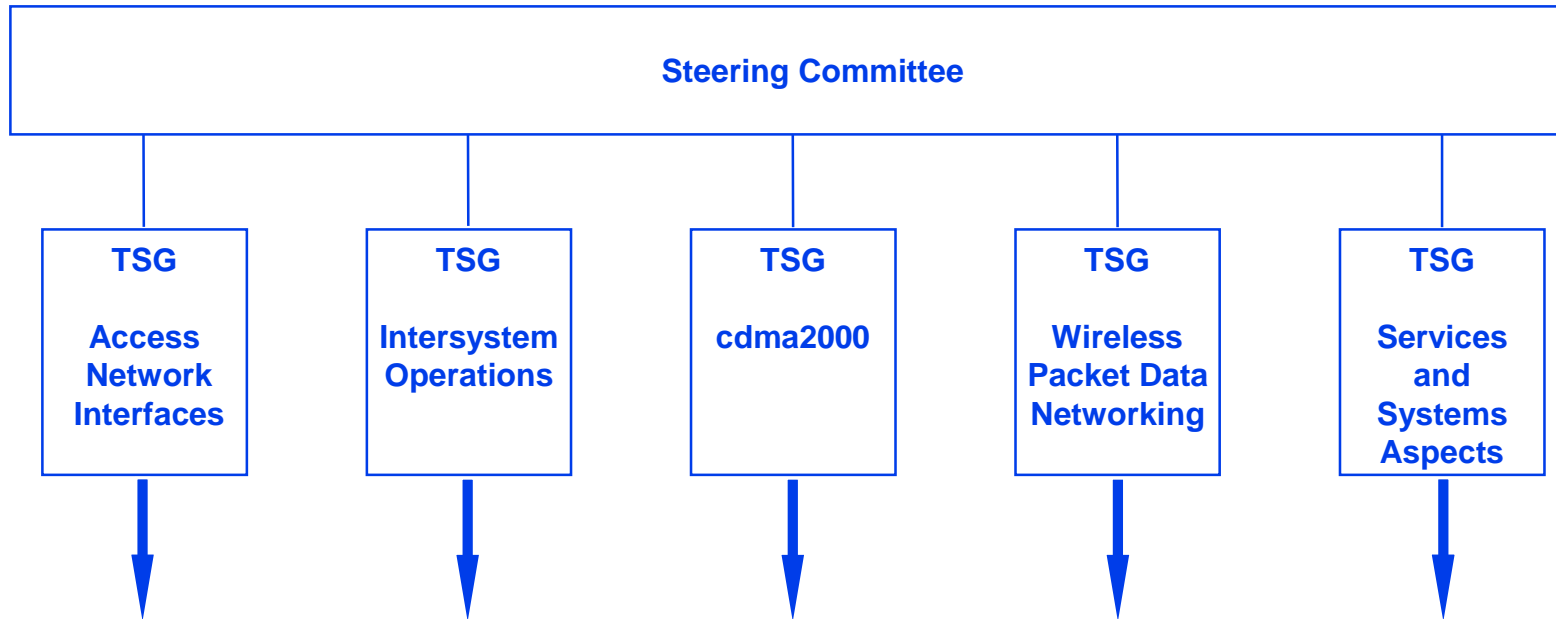 Steering Committee
TSG
Access
Network
Interfaces
TSG
Intersystem
Operations
TSG
cdma2000
TSG
Wireless
Packet Data
Networking
TSG
Services
and
Systems
Aspects